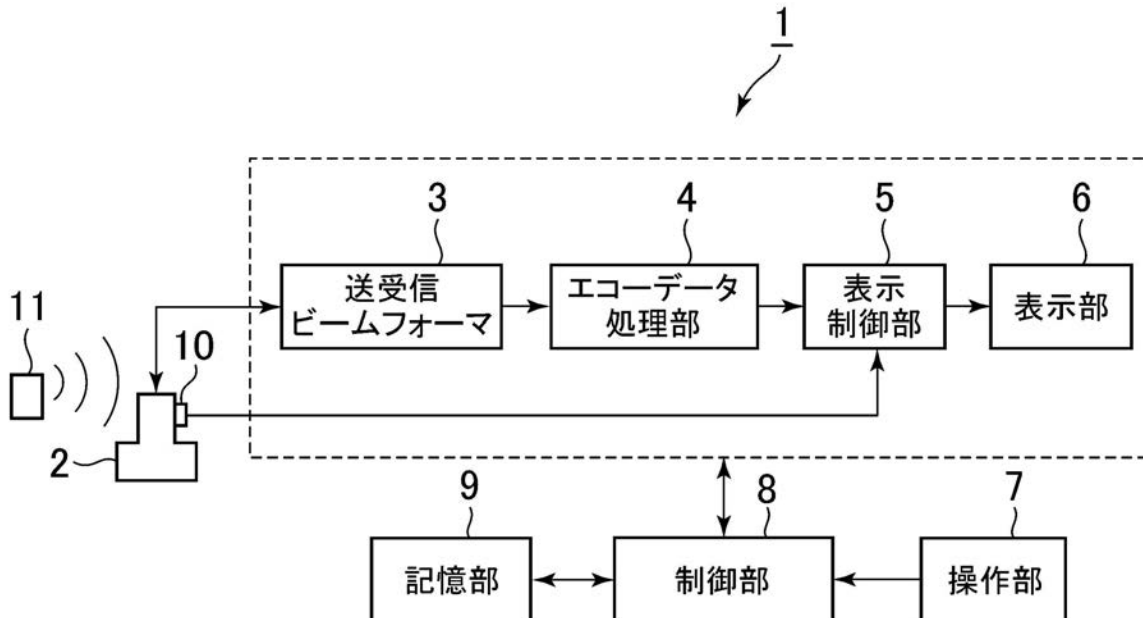 1
3
4
5
6
送受信
ビームフォーマ
エコーデータ
処理部
表示
制御部
表示部
11
10
2
9
8
7
記憶部
制御部
操作部